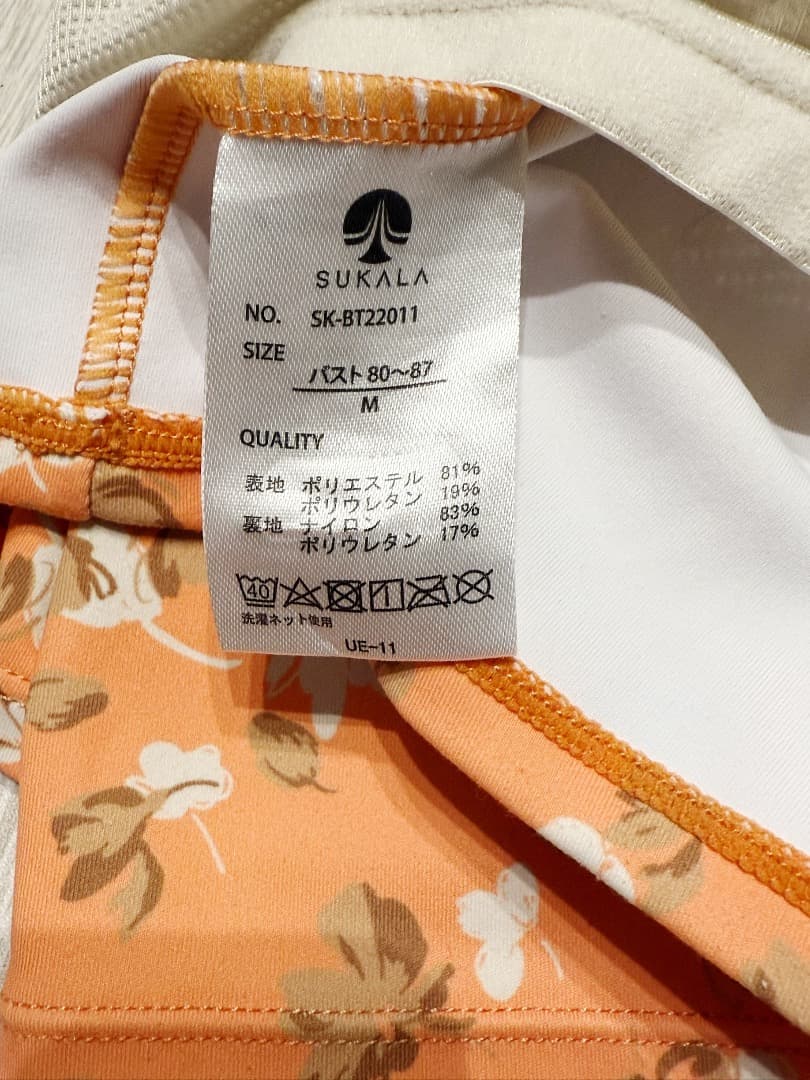 SUKALA
NO. SK-BT22011
SIZE
バスト 80〜87
M
QUALITY
表地 ポリエステル 81%
ポリウレタン 19%
裏地 ナイロン 83%
ポリウレタン 17%
40
洗濯ネット使用
UE-11